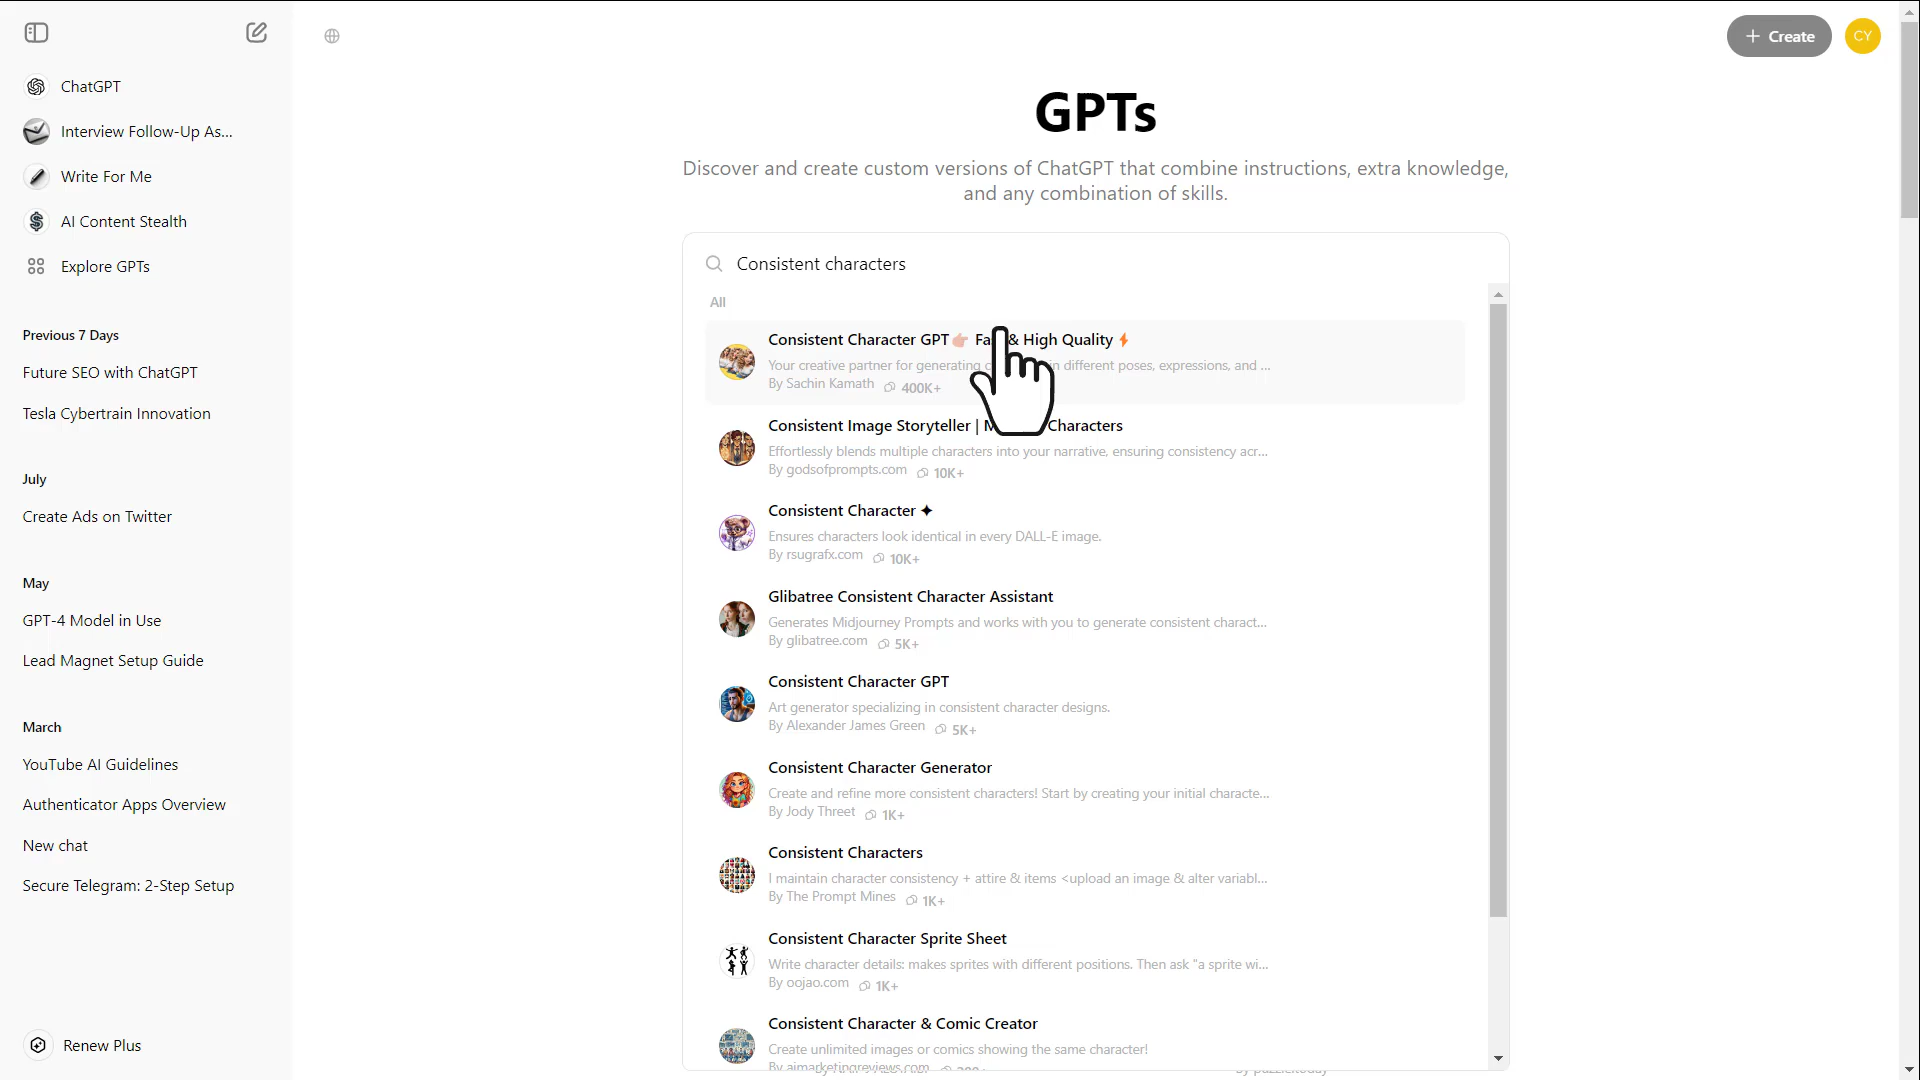 Create
CY
ChatGPT
Interview Follow-Up As...
Write For Me
AI Content Stealth
Explore GPTs
Previous 7 Days
Future SEO with ChatGPT
Tesla Cybertrain Innovation
July
Create Ads on Twitter
May
GPT-4 Model in Use
Lead Magnet Setup Guide
March
YouTube AI Guidelines
Authenticator Apps Overview
New chat
Secure Telegram: 2-Step Setup
Renew Plus
GPTs
Discover and create custom versions of ChatGPT that combine instructions, extra knowledge,
and any combination of skills.
Consistent characters
All
Consistent Character GPT👉🏼 & High Quality⚡
Your creative partner for generating in different poses, expressions, and ...
By Sachin Kamath 400K+
Consistent Image Storyteller | Characters
Effortlessly blends multiple characters into your narrative, ensuring consistency acr...
By godsofprompts.com 10K+
Consistent Character ✦
Ensures characters look identical in every DALL-E image.
By rsugrafx.com 10K+
Glibatree Consistent Character Assistant
Generates Midjourney Prompts and works with you to generate consistent charact...
By glibatree.com 5K+
Consistent Character GPT
Art generator specializing in consistent character designs.
By Alexander James Green 5K+
Consistent Character Generator
Create and refine more consistent characters! Start by creating your initial characte...
By Jody Threet 1K+
Consistent Characters
I maintain character consistency + attire & items <upload an image & alter variabl...
By The Prompt Mines 1K+
Consistent Character Sprite Sheet
Write character details: makes sprites with different positions. Then ask "a sprite wi...
By oojao.com 1K+
Consistent Character & Comic Creator
Create unlimited images or comics showing the same character!
By aimarketingreviews.com